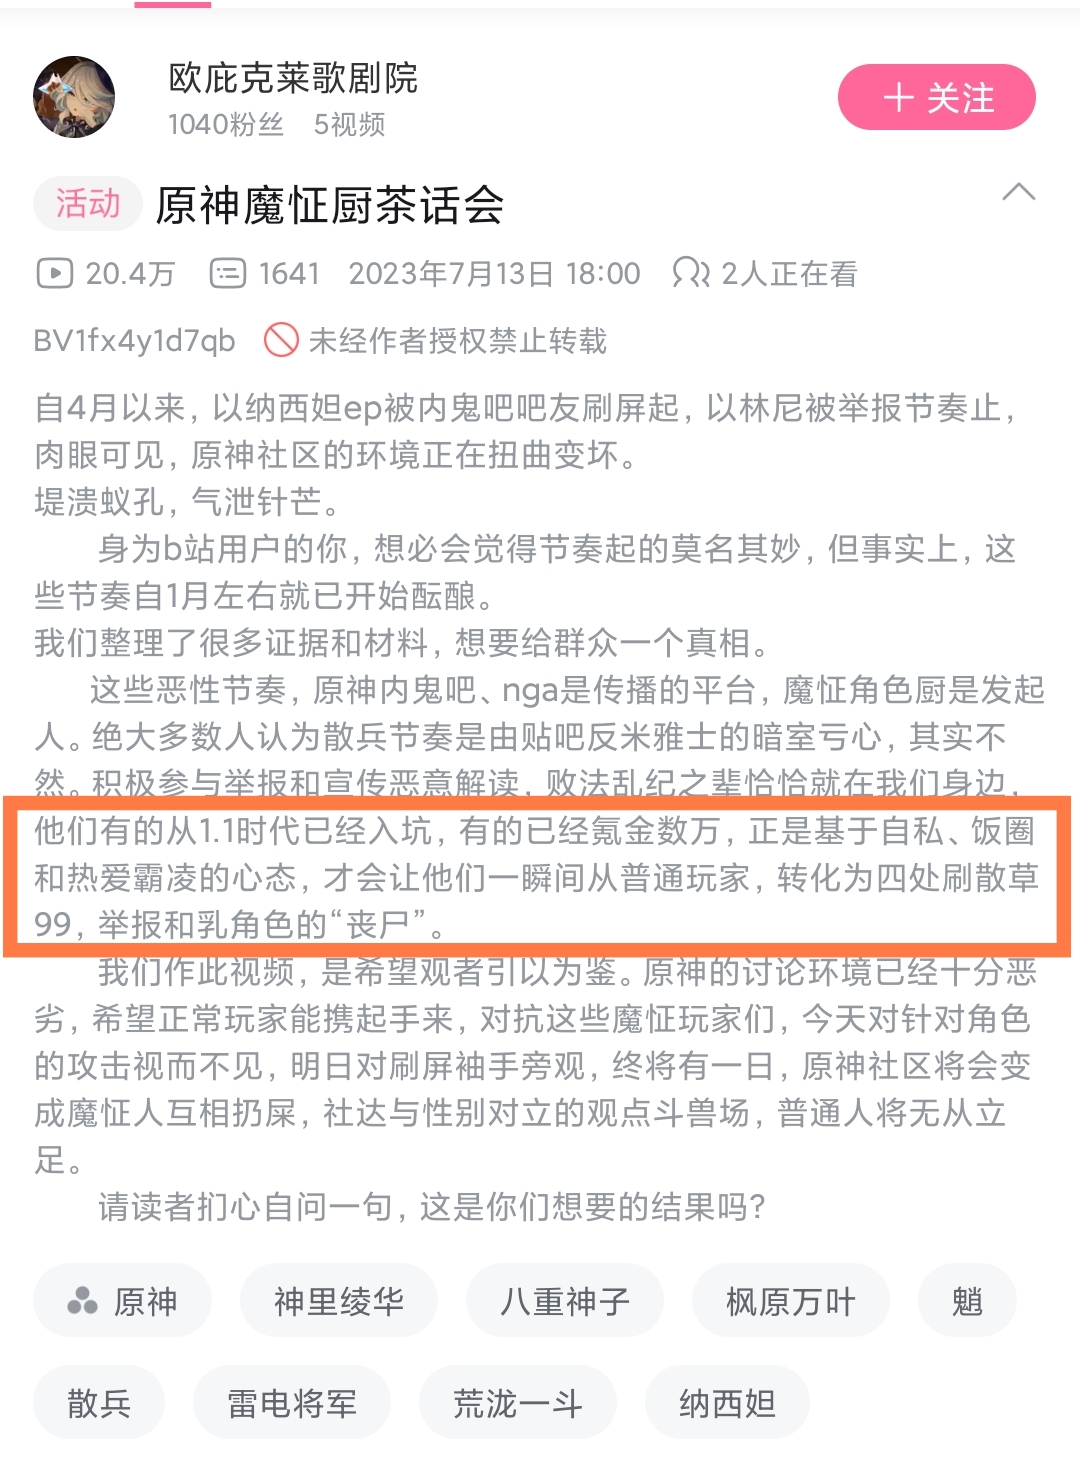 欧庇克莱歌剧院
1040粉丝 5视频
关注
活动 原神魔怔厨茶话会
20.4万 1641 2023年7月13日 18:00 2人正在看
BV1fx4y1d7qb 未经作者授权禁止转载
自4月以来，以纳西妲ep被内鬼吧吧友刷屏起，以林尼被举报节奏止，
肉眼可见，原神社区的环境正在扭曲变坏。
堤溃蚁孔，气泄针芒。
身为b站用户的你，想必会觉得节奏起的莫名其妙，但事实上，这
些节奏自1月左右就已开始酝酿。
我们整理了很多证据和材料，想要给群众一个真相。
这些恶性节奏，原神内鬼吧、nga是传播的平台，魔怔角色厨是发起
人。绝大多数人认为散兵节奏是由贴吧反米雅士的暗室亏心，其实不
然。积极参与举报和宣传恶意解读，败法乱纪之辈恰恰就在我们身边，
他们有的从1.1时代已经入坑，有的已经氪金数万，正是基于自私、饭圈
和热爱霸凌的心态，才会让他们一瞬间从普通玩家，转化为四处刷散草
99，举报和乳角色的“丧尸”。
我们作此视频，是希望观者引以为鉴。原神的讨论环境已经十分恶
劣，希望正常玩家能携起手来，对抗这些魔怔玩家们，今天对针对角色
的攻击视而不见，明日对刷屏袖手旁观，终将有一日，原神社区将会变
成魔怔人互相扔屎，社达与性别对立的观点斗兽场，普通人将无从立
足。
请读者扪心自问一句，这是你们想要的结果吗?
原神 神里绫华 八重神子 枫原万叶 魈
散兵 雷电将军 荒泷一斗 纳西妲